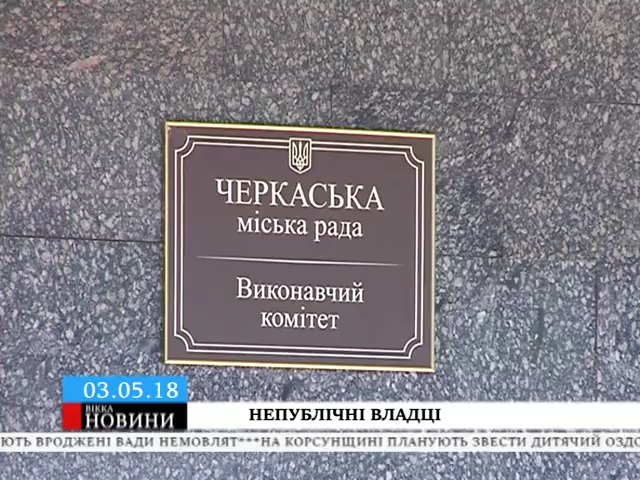 ЧЕРКАСЬКА
міська рада
Виконавчий
комітет
03.05.18
ВІККА
НОВИНИ
НЕПУБЛІЧНІ ВЛАДЦІ
ЮТЬ ВРОДЖЕНІ ВАДИ НЕМОВЛЯТ***НА КОРСУНЩИНІ ПЛАНУЮТЬ ЗВЕСТИ ДИТЯЧИЙ ОЗДО